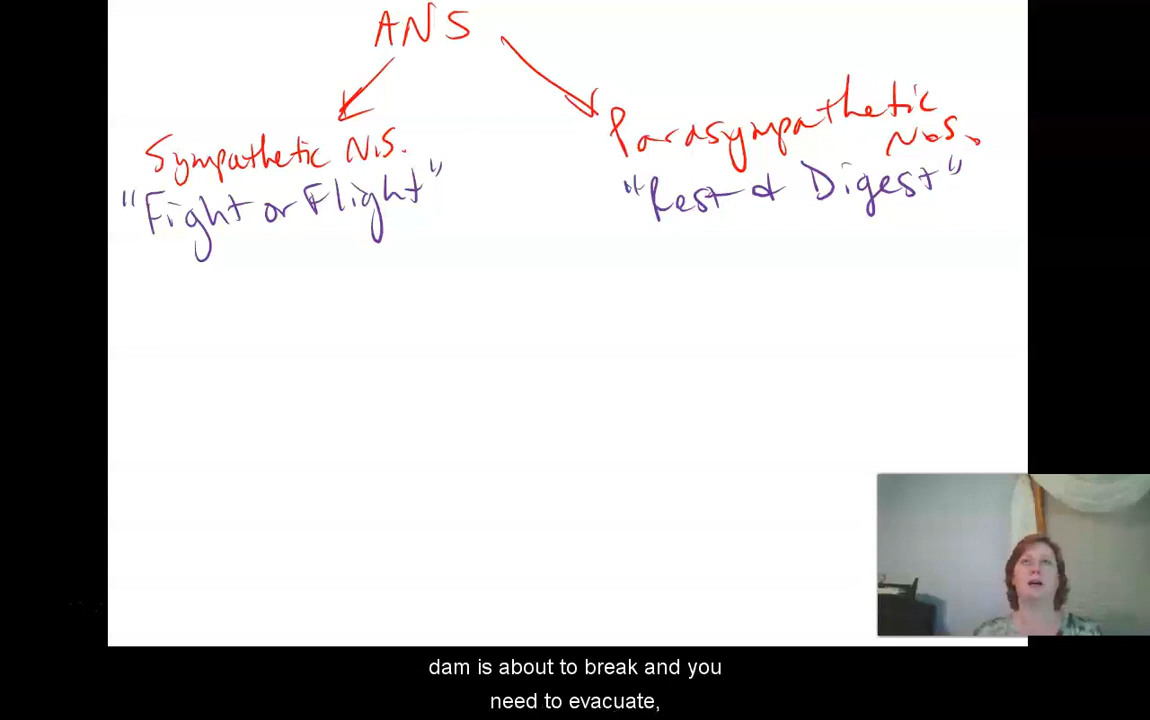 ANS
Sympathetic N.S.
"Fight or Flight"
Parasympathetic
N.S.
"Rest & Digest"
dam is about to break and you
need to evacuate,